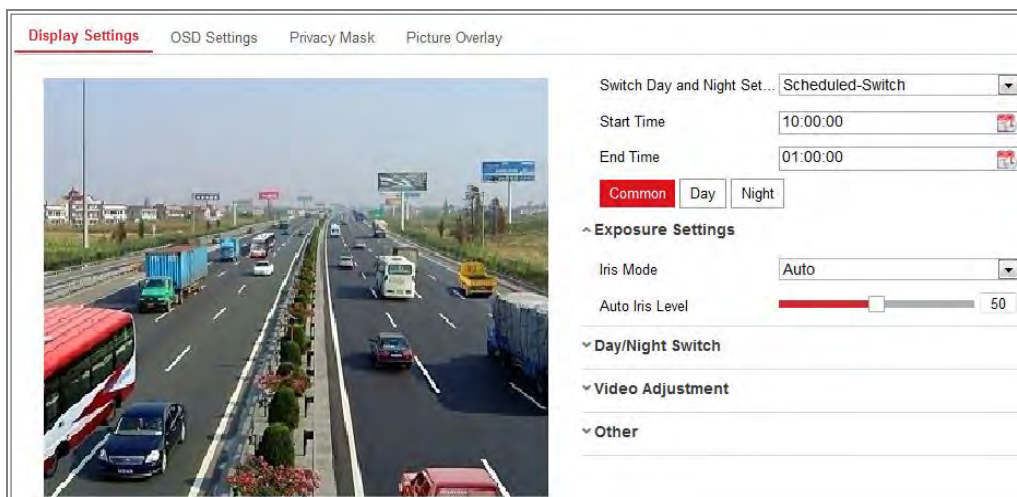 Display Settings OSD Settings Privacy Mask Picture Overlay
Switch Day and Night Set... Scheduled-Switch
Start Time 10:00:00
End Time 01:00:00
Common Day Night
Exposure Settings
Iris Mode Auto
Auto Iris Level 50
Day/Night Switch
Video Adjustment
Other